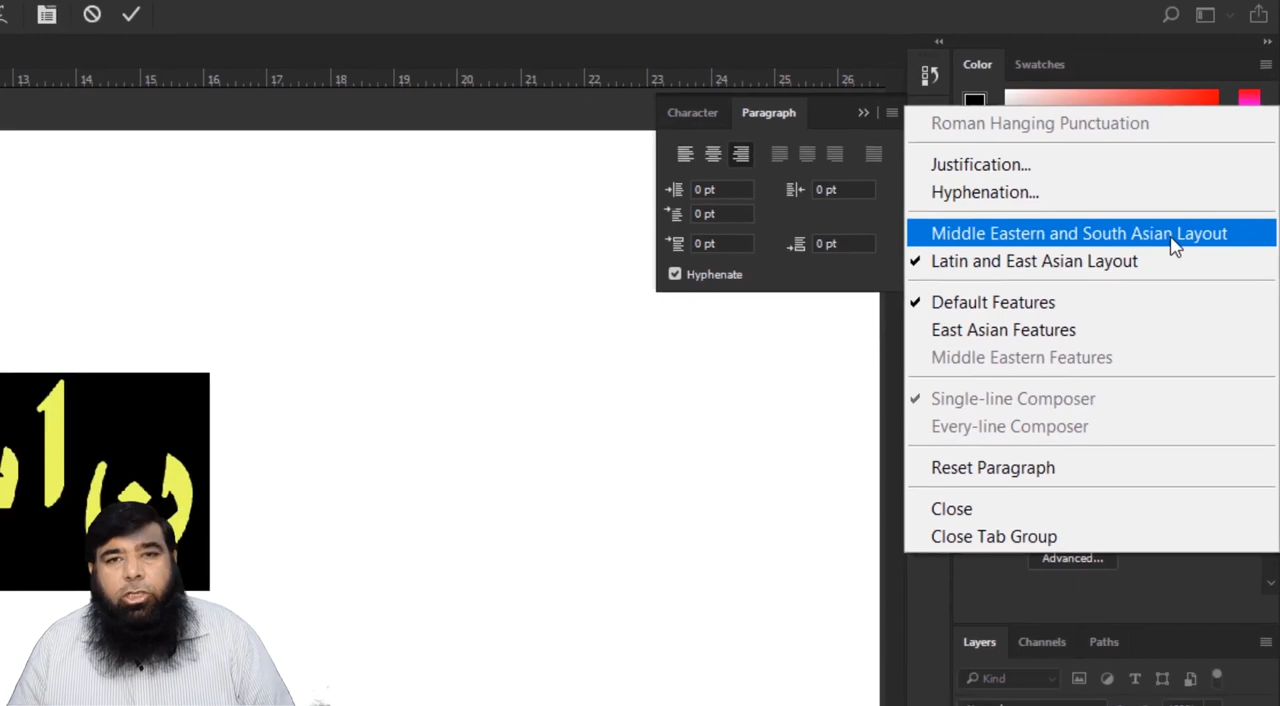 13 14 15 16 17 18 19 20 21 22 23 24 25 26
Color Swatches
Character Paragraph
0 pt 0 pt
0 pt
0 pt 0 pt
Hyphenate
Roman Hanging Punctuation
Justification...
Hyphenation...
Middle Eastern and South Asian Layout
Latin and East Asian Layout
Default Features
East Asian Features
Middle Eastern Features
Single-line Composer
Every-line Composer
Reset Paragraph
Close
Close Tab Group
Advanced...
Layers Channels Paths
Kind